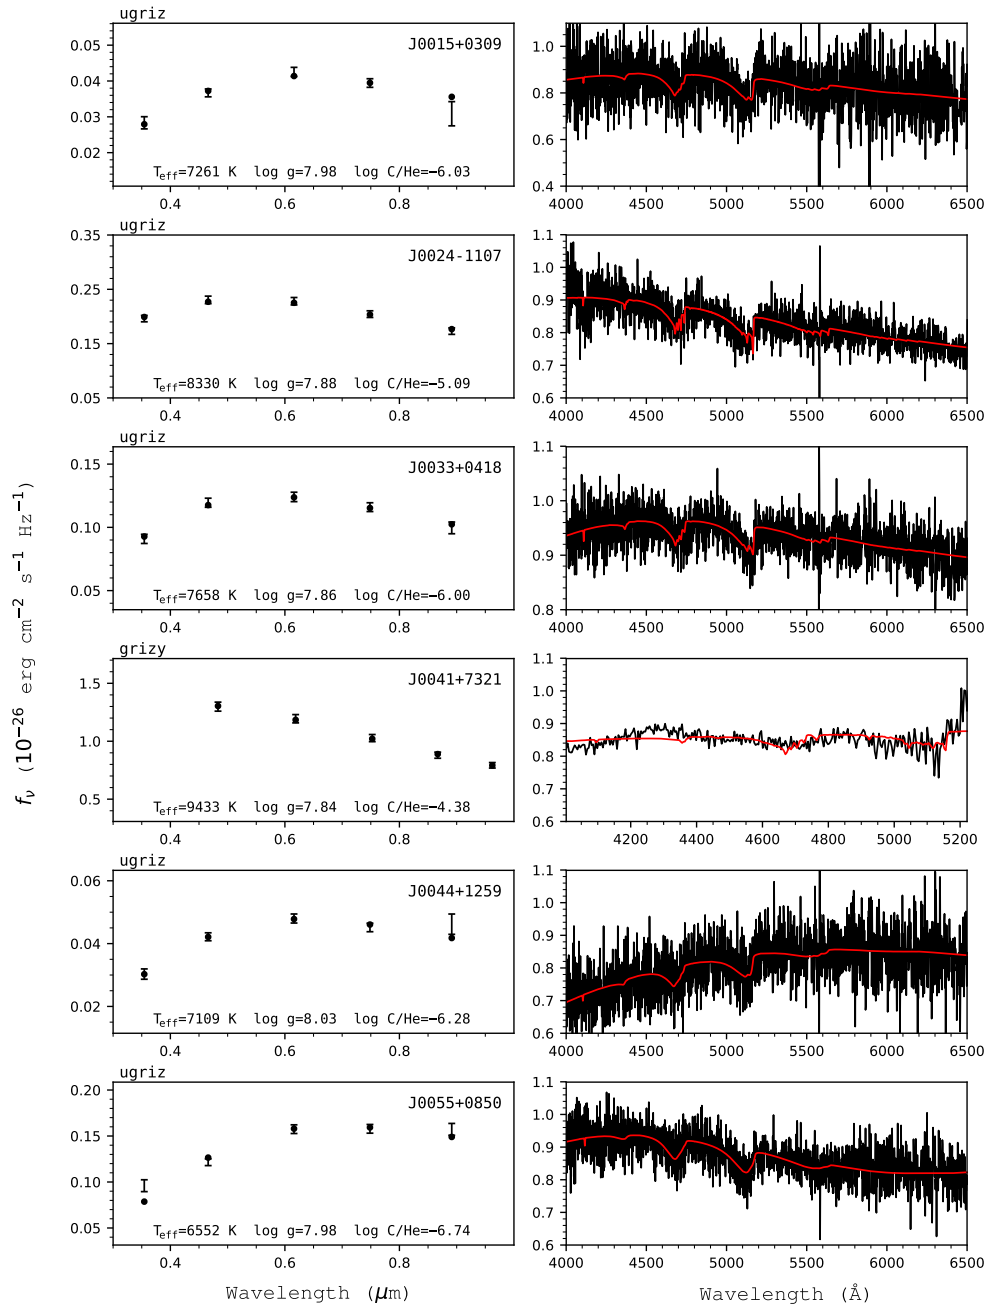 ugriz
J0015+0309
0.05
0.04
0.03
0.02
T_eff=7261 K log g=7.98 log C/He=−6.03
0.4 0.6 0.8
1.0
0.8
0.6
0.4
4000 4500 5000 5500 6000 6500
ugriz
J0024-1107
0.35
0.25
0.15
0.05
T_eff=8330 K log g=7.88 log C/He=−5.09
0.4 0.6 0.8
1.1
1.0
0.9
0.8
0.7
0.6
4000 4500 5000 5500 6000 6500
ugriz
J0033+0418
0.15
0.10
0.05
T_eff=7658 K log g=7.86 log C/He=−6.00
0.4 0.6 0.8
1.1
1.0
0.9
0.8
4000 4500 5000 5500 6000 6500
f_ν (10^−26 erg cm^−2 s^−1 Hz^−1)
grizy
J0041+7321
1.5
1.0
0.5
T_eff=9433 K log g=7.84 log C/He=−4.38
0.4 0.6 0.8
1.1
1.0
0.9
0.8
0.7
0.6
4200 4400 4600 4800 5000 5200
ugriz
J0044+1259
0.06
0.04
0.02
T_eff=7109 K log g=8.03 log C/He=−6.28
0.4 0.6 0.8
1.1
1.0
0.9
0.8
0.7
0.6
4000 4500 5000 5500 6000 6500
ugriz
J0055+0850
0.20
0.15
0.10
0.05
T_eff=6552 K log g=7.98 log C/He=−6.74
0.4 0.6 0.8
1.1
1.0
0.9
0.8
0.7
0.6
4000 4500 5000 5500 6000 6500
Wavelength (μm)
Wavelength (Å)